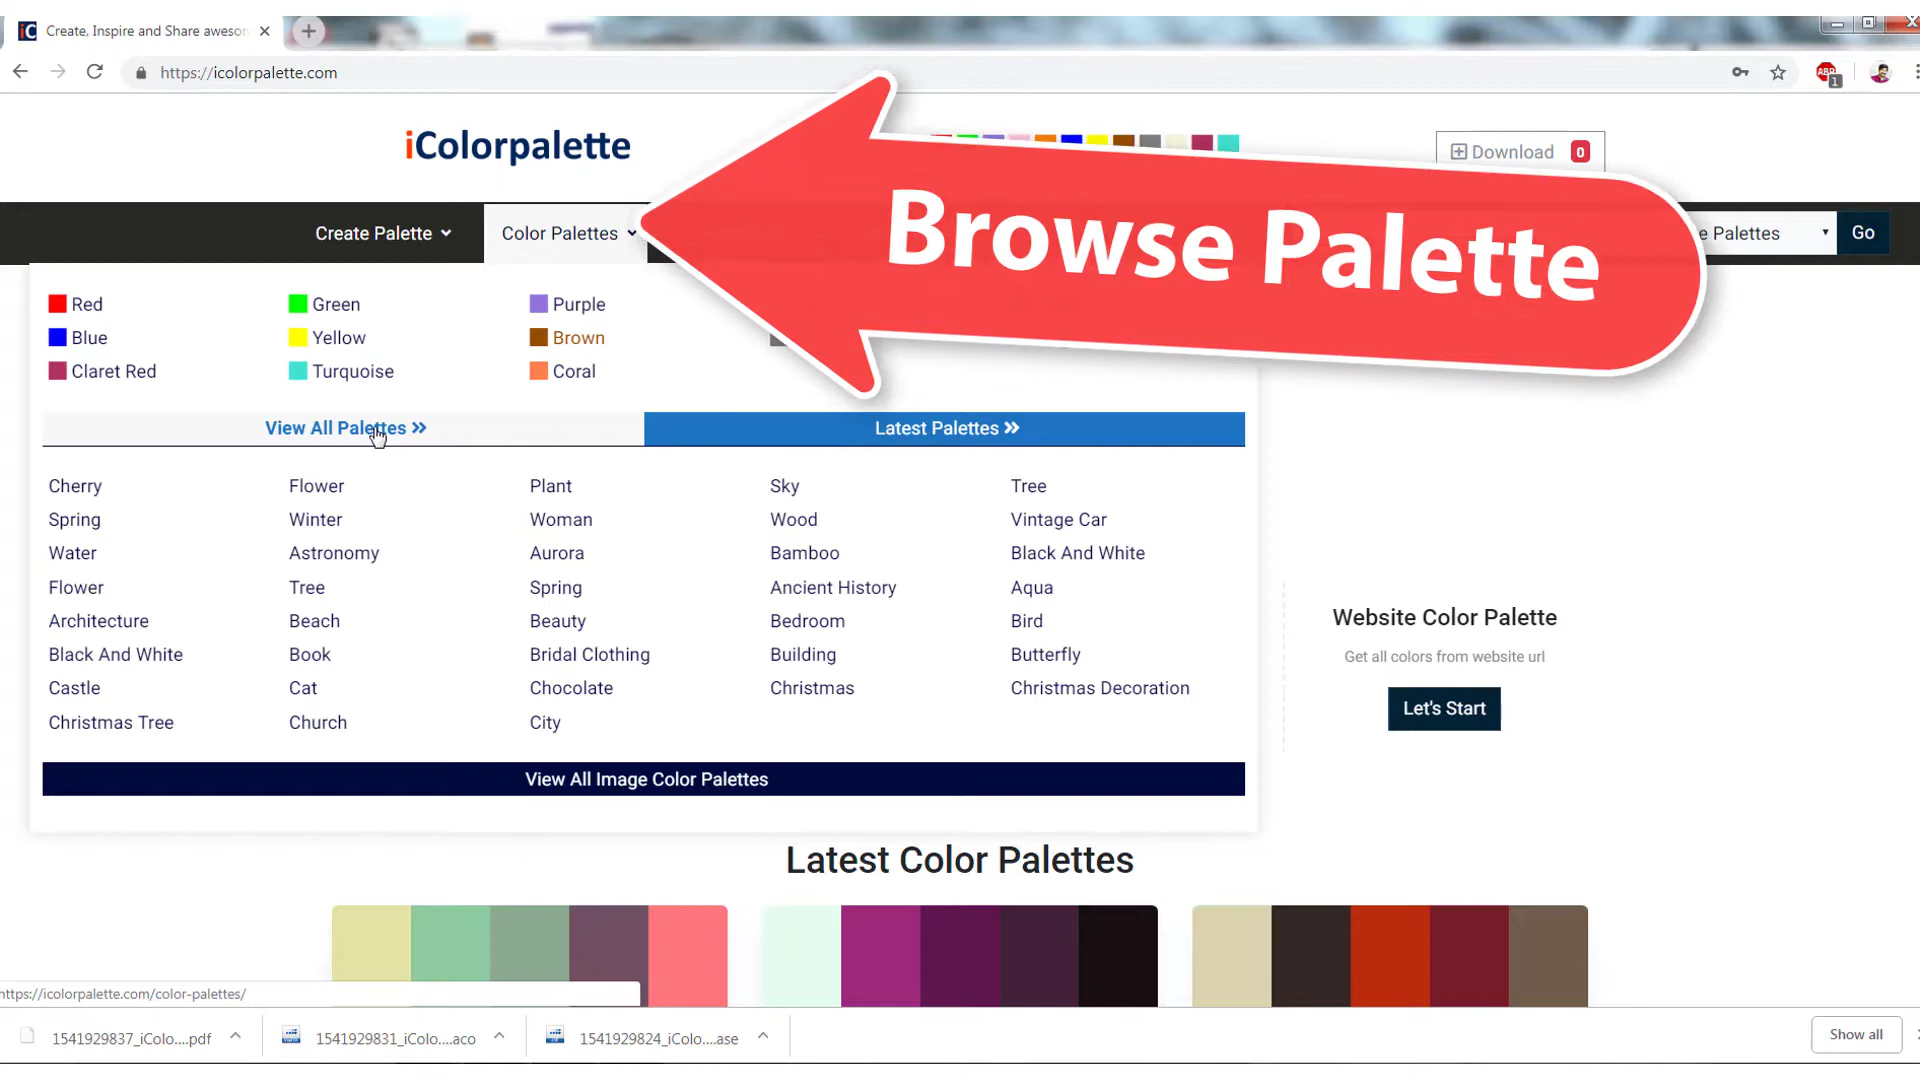 Create, Inspire and Share aweson
https://icolorpalette.com
ABP
1
iColorpalette
Download 0
Browse Palette
Create Palette
Color Palettes
e Palettes
Go
Red
Green
Purple
Blue
Yellow
Brown
Claret Red
Turquoise
Coral
View All Palettes »
Latest Palettes »
Cherry
Flower
Plant
Sky
Tree
Spring
Winter
Woman
Wood
Vintage Car
Water
Astronomy
Aurora
Bamboo
Black And White
Flower
Tree
Spring
Ancient History
Aqua
Architecture
Beach
Beauty
Bedroom
Bird
Black And White
Book
Bridal Clothing
Building
Butterfly
Castle
Cat
Chocolate
Christmas
Christmas Decoration
Christmas Tree
Church
City
View All Image Color Palettes
Website Color Palette
Get all colors from website url
Let's Start
Latest Color Palettes
https://icolorpalette.com/color-palettes/
1541929837_iColo....pdf
1541929831_iColo....aco
1541929824_iColo....ase
Show all